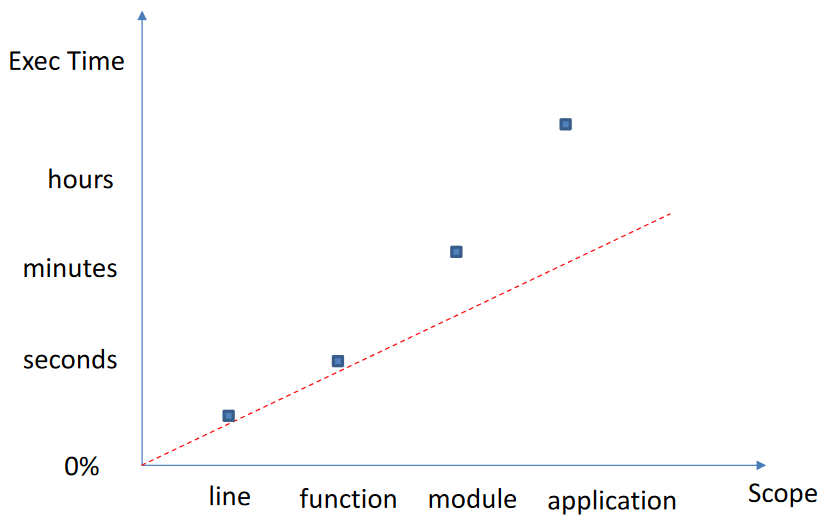 Exec Time
hours
minutes
seconds
0%
line
function
module
application
Scope